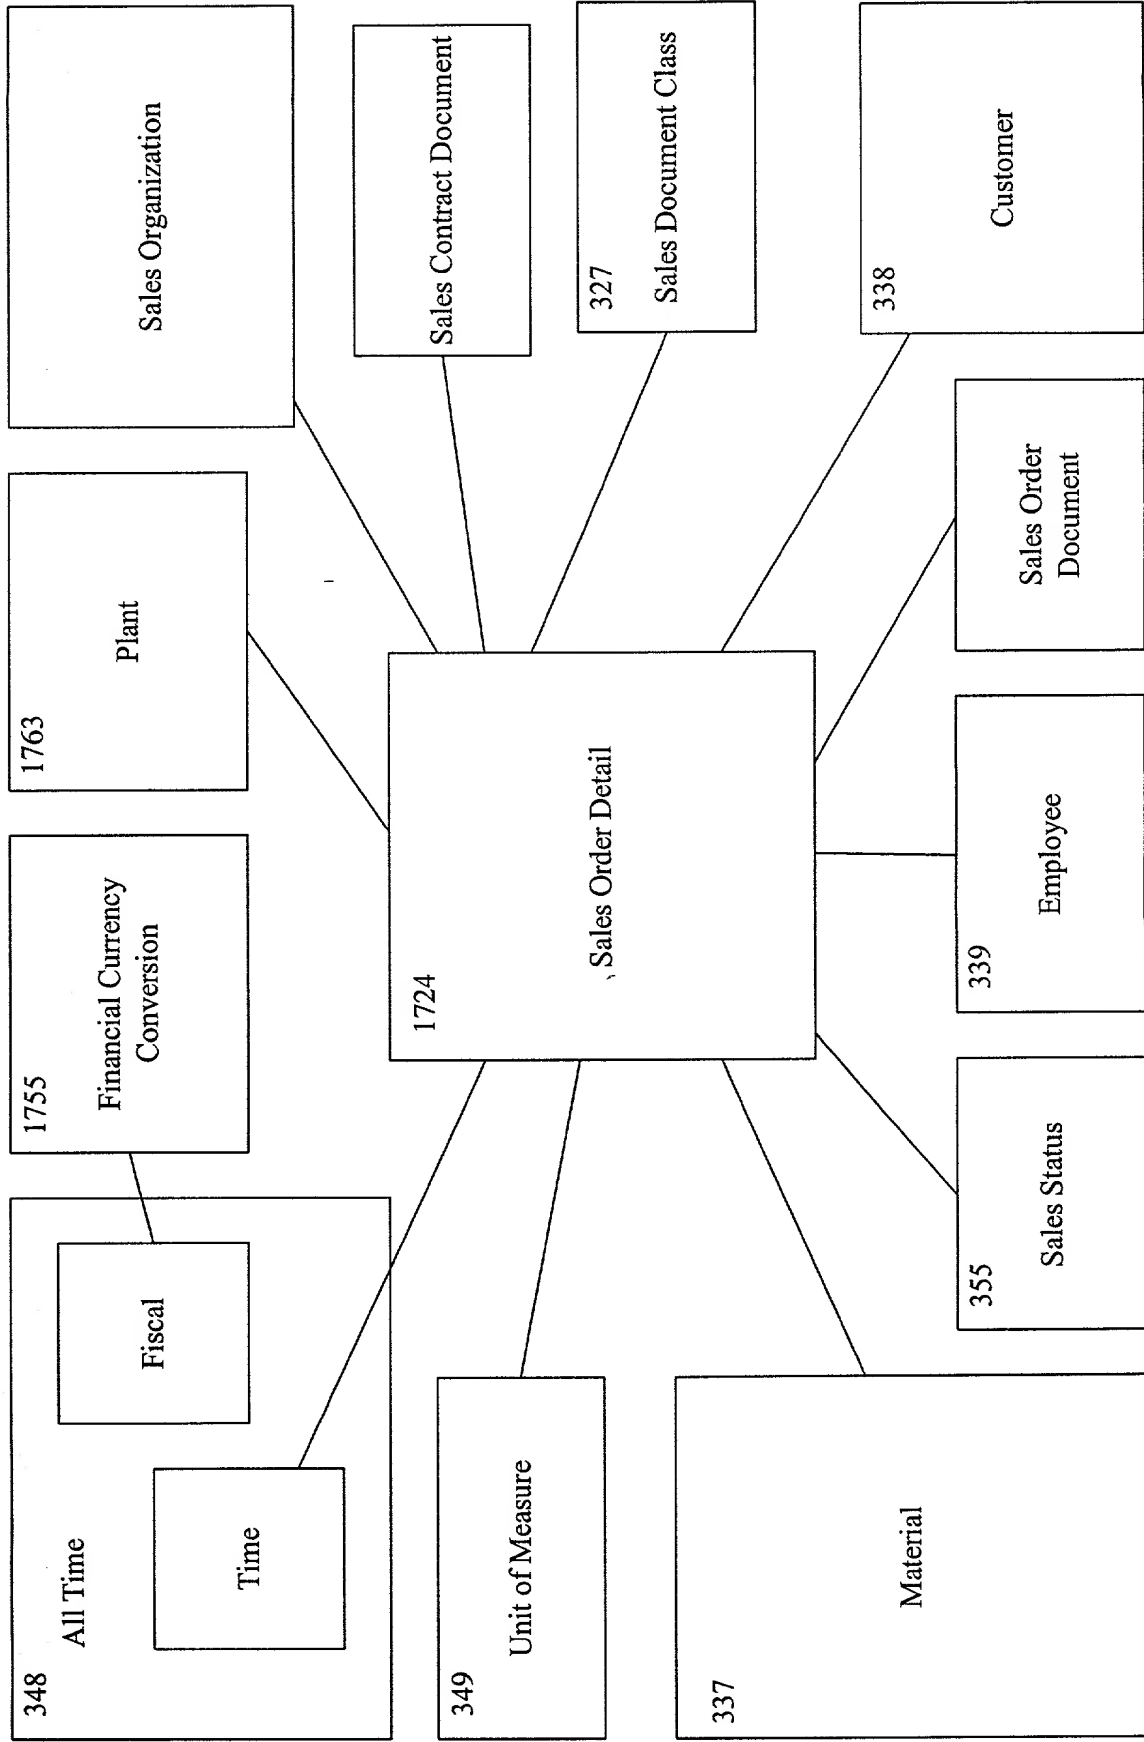 348
All Time
Time
Fiscal
1755
Financial Currency
Conversion
1763
Plant
Sales Organization
349
Unit of Measure
1724
Sales Order Detail
Sales Contract Document
327
Sales Document Class
337
Material
355
Sales Status
339
Employee
Sales Order
Document
338
Customer